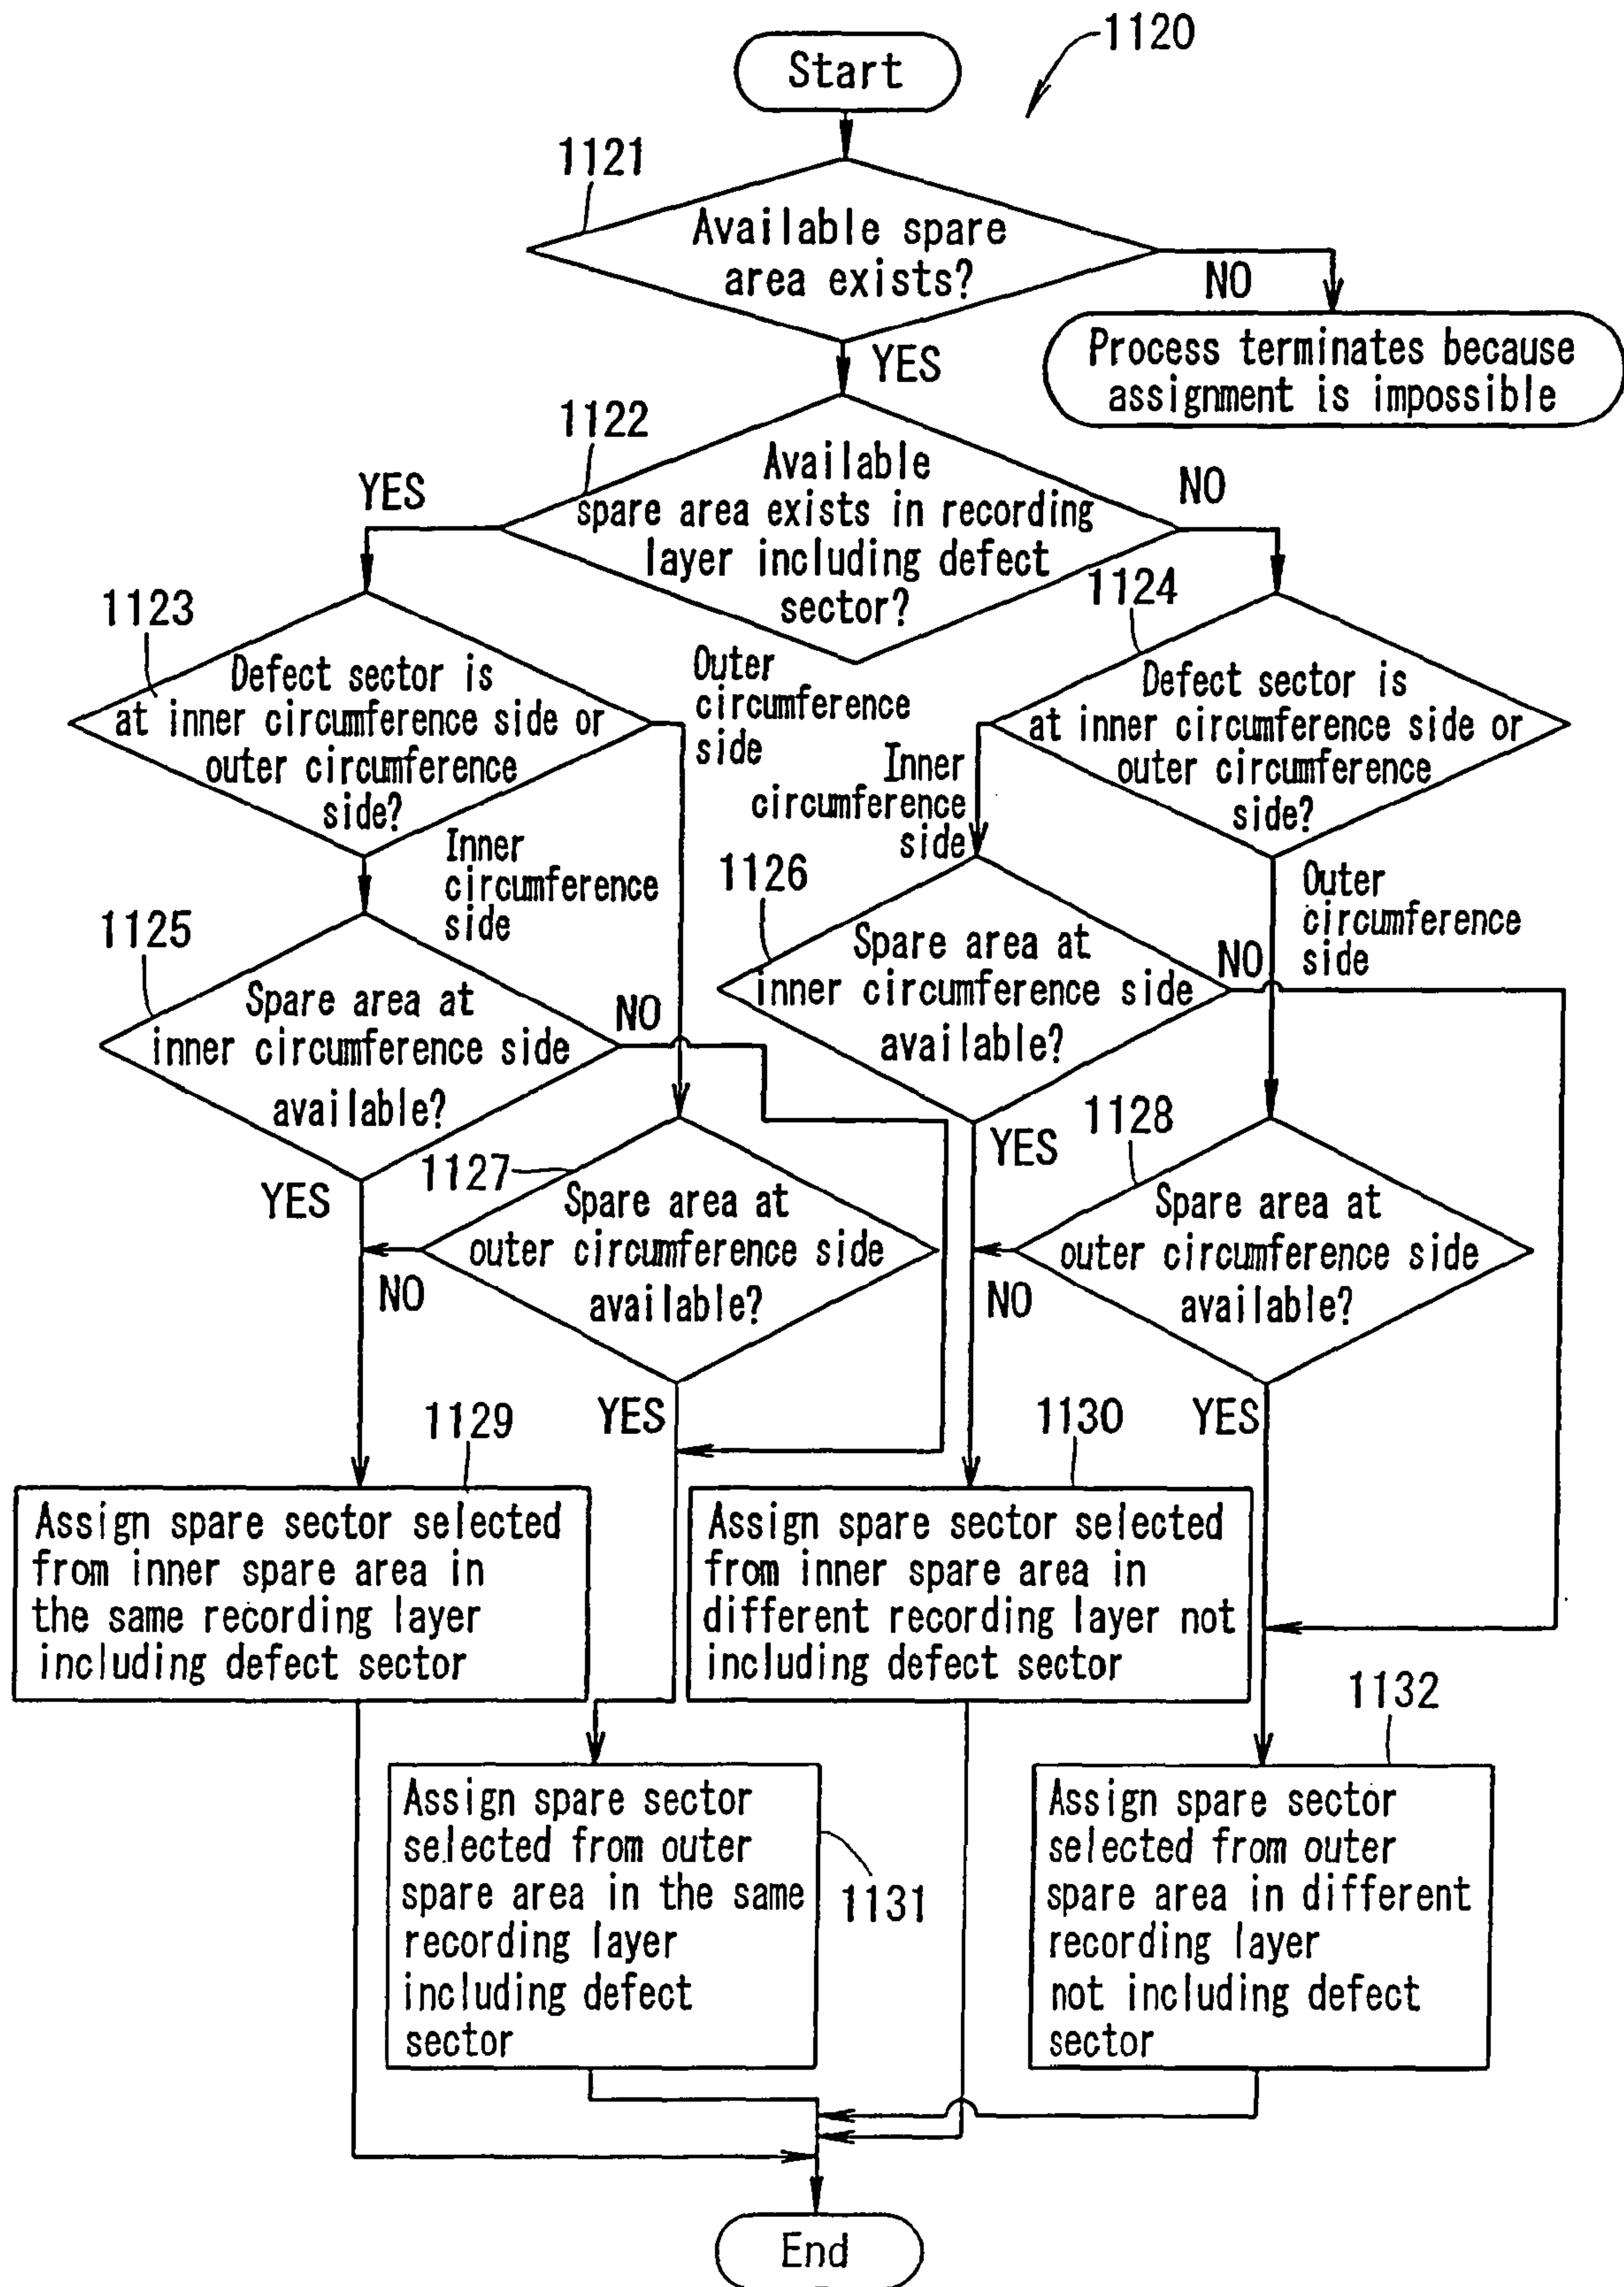 1120
Start
1121
Available spare
area exists?
NO
Process terminates because
assignment is impossible
YES
1122
Available
spare area exists in recording
layer including defect
sector?
YES
NO
1123
Defect sector is
at inner circumference side or
outer circumference
side?
Outer
circumference
side
1124
Defect sector is
at inner circumference side or
outer circumference
side?
Inner
circumference
side
Inner
circumference
side
Outer
circumference
side
1125
Spare area at
inner circumference side
available?
NO
YES
1126
Spare area at
inner circumference side
available?
NO
YES
1127
Spare area at
outer circumference side
available?
NO
YES
1128
Spare area at
outer circumference side
available?
NO
YES
1129
Assign spare sector selected
from inner spare area in
the same recording layer
including defect sector
1130
Assign spare sector selected
from inner spare area in
different recording layer not
including defect sector
1131
Assign spare sector
selected from outer
spare area in the same
recording layer
including defect
sector
1132
Assign spare sector
selected from outer
spare area in different
recording layer
not including defect
sector
End